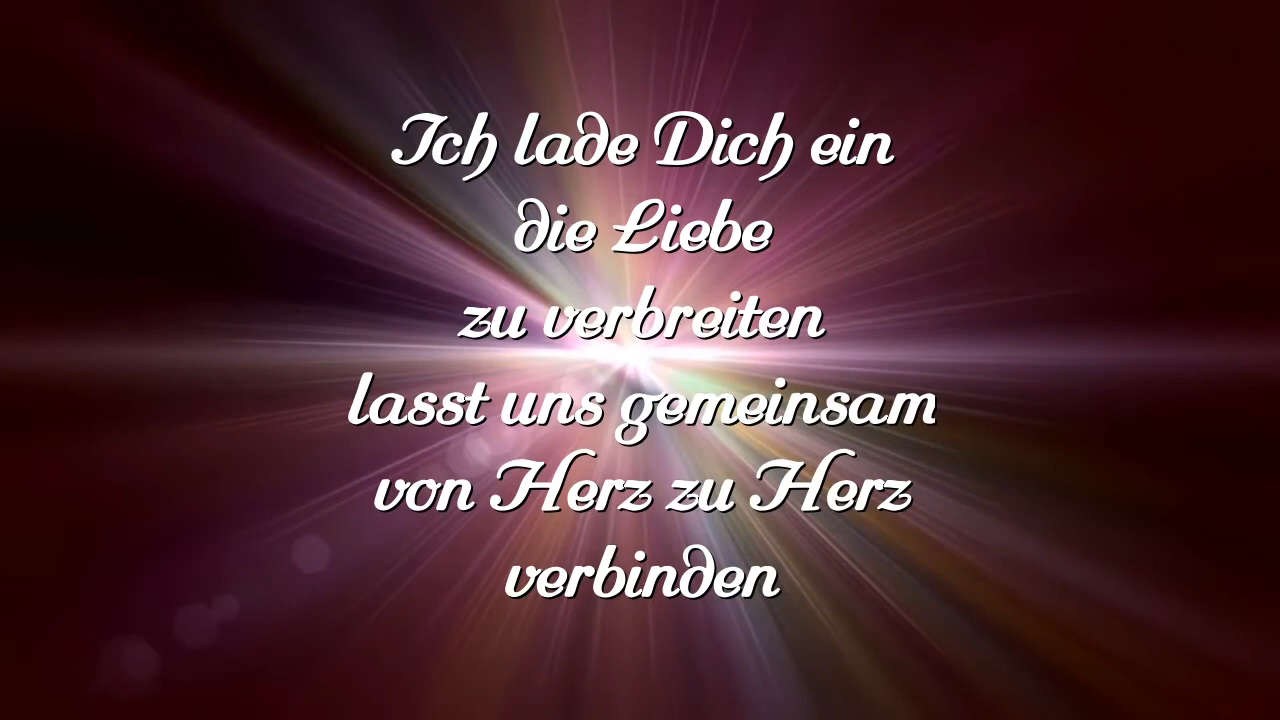 Ich lade Dich ein
die Liebe
zu verbreiten
lasst uns gemeinsam
von Herz zu Herz
verbinden